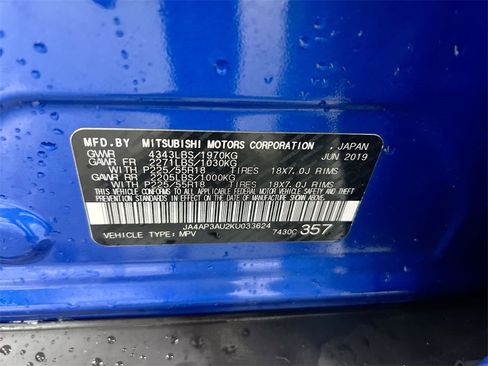 MFD.BY MITSUBISHI MOTORS CORPORATION , JAPAN
GVWR 4343LBS/1970KG JUN 2019
GAWR FR 2271LBS/1030KG
WITH P225/55R18 TIRES 18X7.0J RIMS
GAWR RR 2205LBS/1000KG
WITH P225/55R18 TIRES 18X7.0J RIMS
THIS VEHICLE CONFORMS TO ALL APPLICABLE FEDERAL MOTOR VEHICLE SAFETY AND
THEFT PREVENTION STANDARDS IN EFFECT ON THE DATE OF MANUFACTURE SHOWN ABOVE.
JA4AP3AU2KU033624
VEHICLE TYPE: MPV 7430C 357